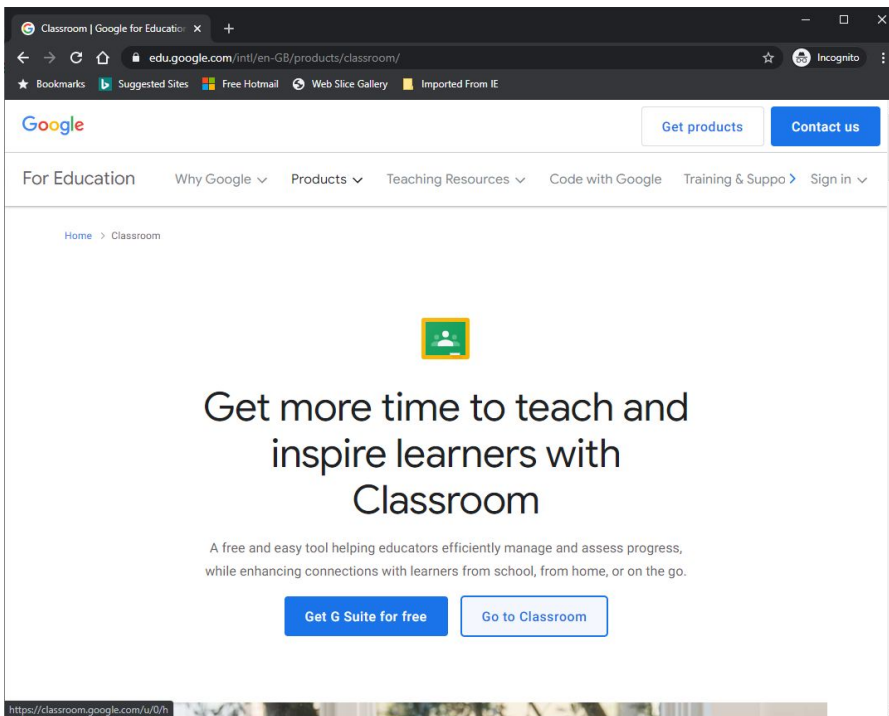 Classroom | Google for Education
edu.google.com/intl/en-GB/products/classroom/
Incognito
Bookmarks Suggested Sites Free Hotmail Web Slice Gallery Imported From IE
Google
Get products Contact us
For Education Why Google Products Teaching Resources Code with Google Training & Suppo Sign in
Home > Classroom
Get more time to teach and
inspire learners with
Classroom
A free and easy tool helping educators efficiently manage and assess progress,
while enhancing connections with learners from school, from home, or on the go.
Get G Suite for free Go to Classroom
https://classroom.google.com/u/0/h